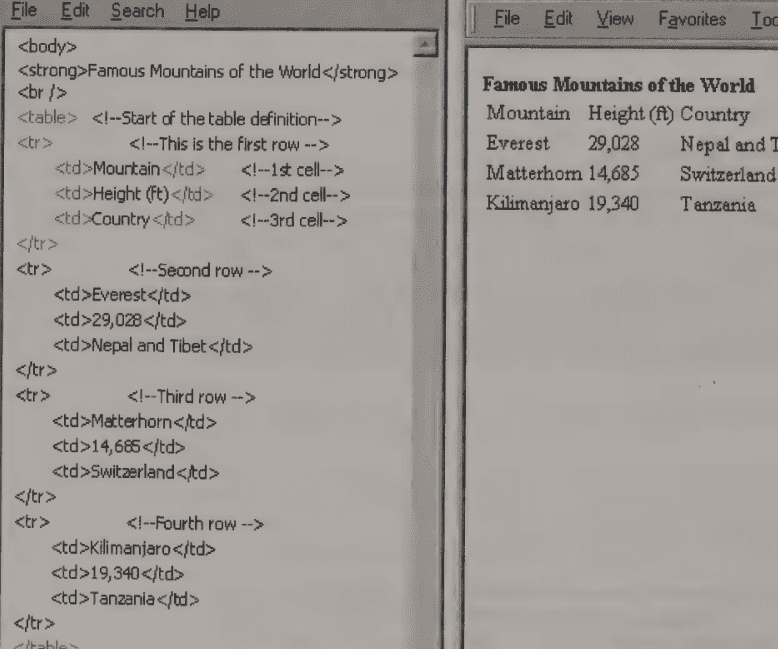 File Edit Search Help
<body>
<strong>Famous Mountains of the World</strong>
<br />
<table> <!--Start of the table definition-->
<tr> <!--This is the first row -->
<td>Mountain</td> <!--1st cell-->
<td>Height (ft)</td> <!--2nd cell-->
<td>Country</td> <!--3rd cell-->
</tr>
<tr> <!--Second row -->
<td>Everest</td>
<td>29,028</td>
<td>Nepal and Tibet</td>
</tr>
<tr> <!--Third row -->
<td>Matterhorn</td>
<td>14,685</td>
<td>Switzerland</td>
</tr>
<tr> <!--Fourth row -->
<td>Kilimanjaro</td>
<td>19,340</td>
<td>Tanzania</td>
</tr>
</table>
File Edit View Favorites Too
Famous Mountains of the World
Mountain Height (ft) Country
Everest 29,028 Nepal and T
Matterhorn 14,685 Switzerland
Kilimanjaro 19,340 Tanzania